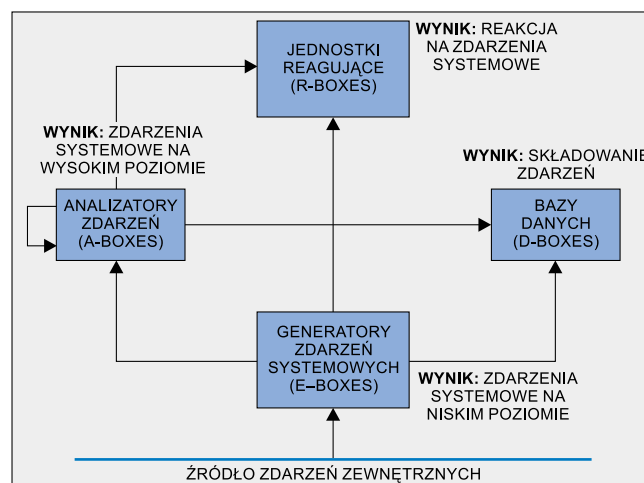 JEDNOSTKI
REAGUJĄCE
(R-BOXES)
WYNIK: REAKCJA
NA ZDARZENIA
SYSTEMOWE
WYNIK: ZDARZENIA
SYSTEMOWE NA
WYSOKIM POZIOMIE
WYNIK: SKŁADOWANIE
ZDARZEŃ
ANALIZATORY
ZDARZEŃ
(A-BOXES)
BAZY
DANYCH
(D-BOXES)
GENERATORY
ZDARZEŃ
SYSTEMOWYCH
(E–BOXES)
WYNIK: ZDARZENIA
SYSTEMOWE NA
NISKIM POZIOMIE
ŹRÓDŁO ZDARZEŃ ZEWNĘTRZNYCH